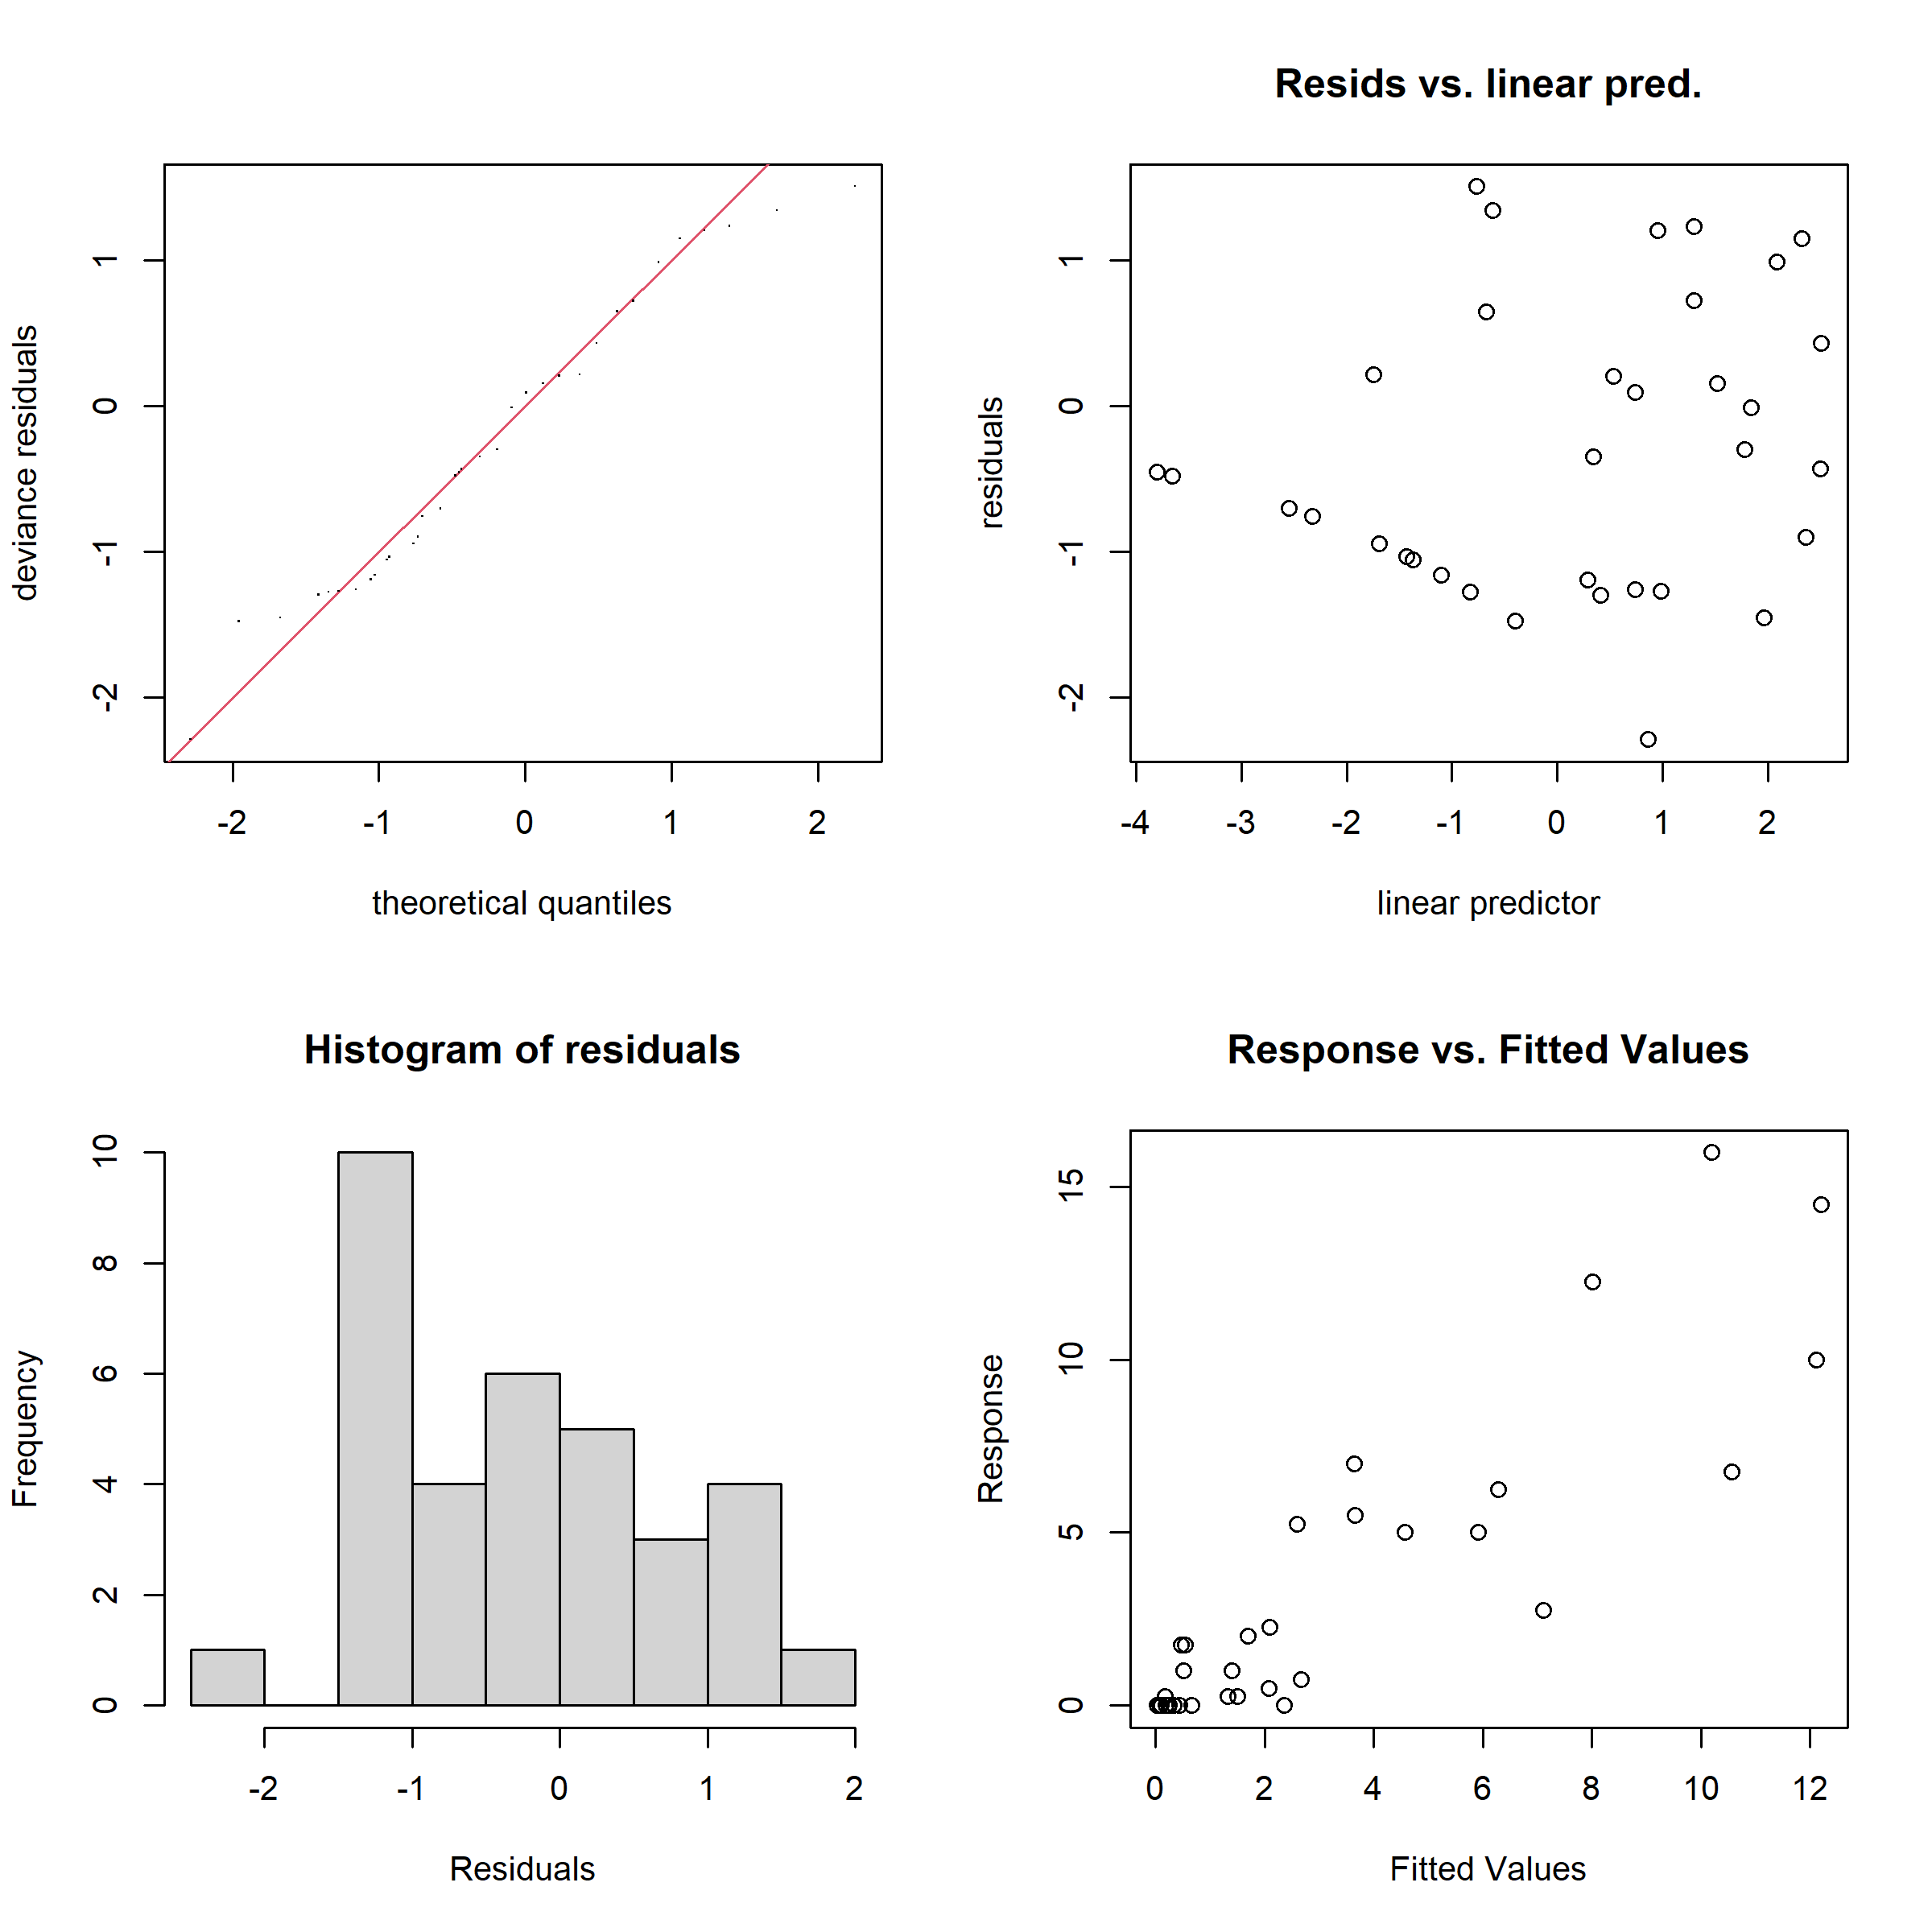 deviance residuals
1
0
-1
-2
-2 -1 0 1 2
theoretical quantiles
Resids vs. linear pred.
residuals
1
0
-1
-2
-4 -3 -2 -1 0 1 2
linear predictor
Histogram of residuals
Frequency
10
8
6
4
2
0
-2 -1 0 1 2
Residuals
Response vs. Fitted Values
Response
15
10
5
0
0 2 4 6 8 10 12
Fitted Values